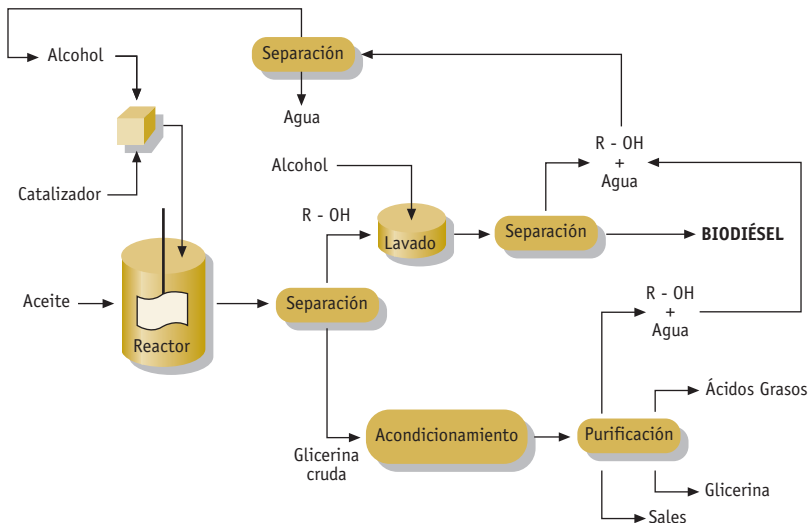 Separación
Alcohol
Agua
R - OH
+
Agua
Alcohol
Catalizador
R - OH
Lavado
Separación
BIODIÉSEL
Aceite
Separación
R - OH
+
Agua
Reactor
Ácidos Grasos
Acondicionamiento
Purificación
Glicerina
cruda
Glicerina
Sales